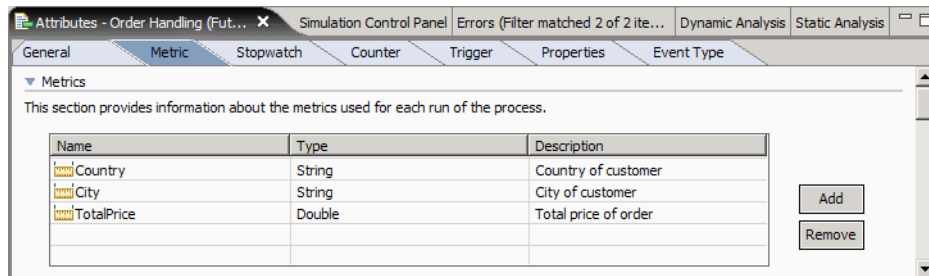 Attributes - Order Handling (Fut... Simulation Control Panel Errors (Filter matched 2 of 2 ite... Dynamic Analysis Static Analysis
General Metric Stopwatch Counter Trigger Properties Event Type
Metrics
This section provides information about the metrics used for each run of the process.
Name Type Description
Country String Country of customer
City String City of customer
TotalPrice Double Total price of order
Add
Remove